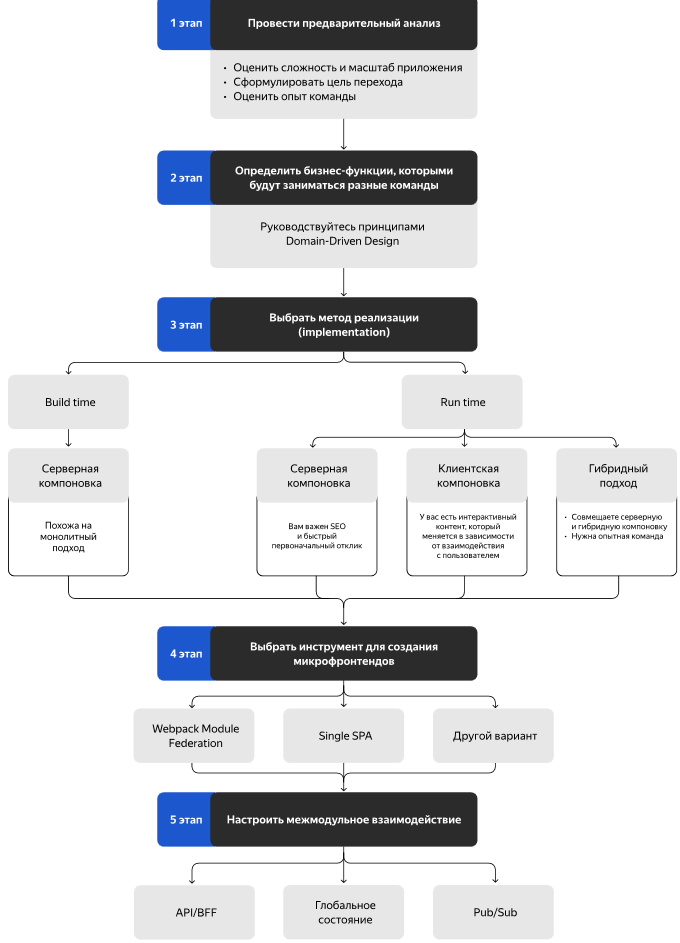 1 этап
Провести предварительный анализ
• Оценить сложность и масштаб приложения
• Сформулировать цель перехода
• Оценить опыт команды
2 этап
Определить бизнес-функции, которыми
будут заниматься разные команды
Руководствуйтесь принципами
Domain-Driven Design
3 этап
Выбрать метод реализации
(implementation)
Build time
Run time
Серверная
компоновка
Похожа на
монолитный
подход
Серверная
компоновка
Вам важен SEO
и быстрый
первоначальный отклик
Клиентская
компоновка
У вас есть интерактивный
контент, который
меняется в зависимости
от взаимодействия
с пользователем
Гибридный
подход
• Совмещаете серверную
и гибридную компоновку
• Нужна опытная команда
4 этап
Выбрать инструмент для создания
микрофронтендов
Webpack Module
Federation
Single SPA
Другой вариант
5 этап
Настроить межмодульное взаимодействие
API/BFF
Глобальное
состояние
Pub/Sub